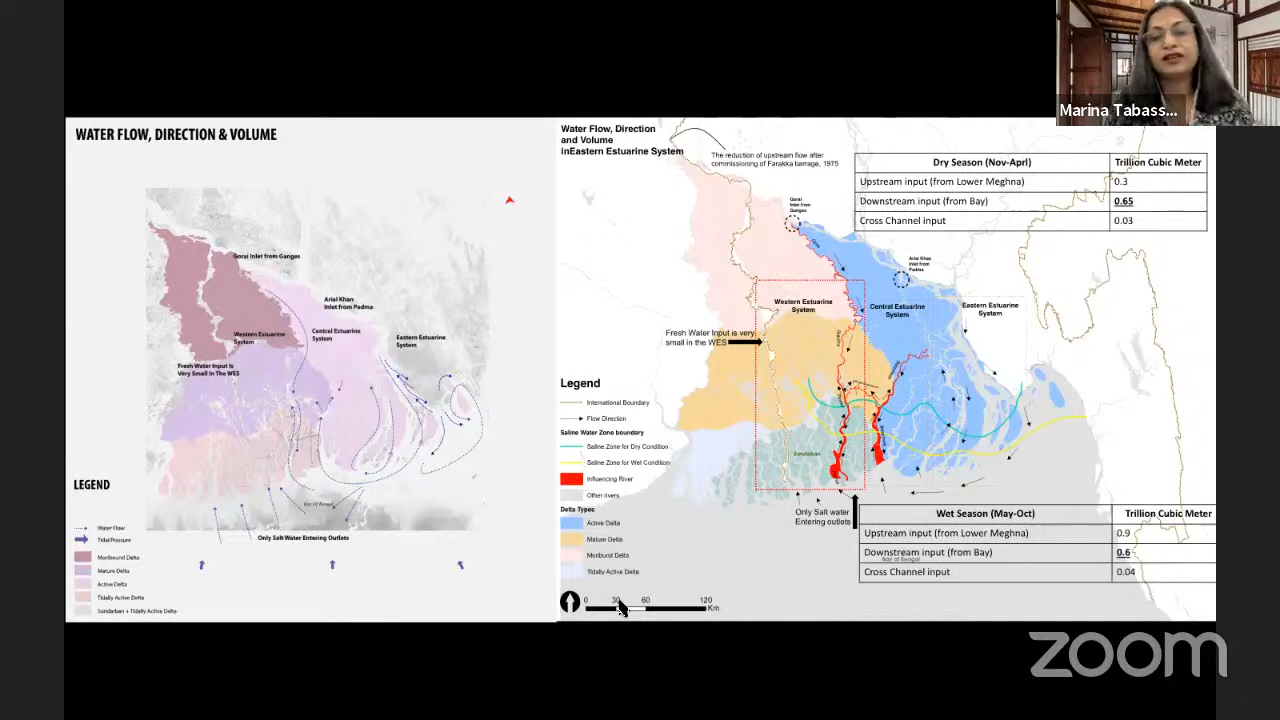 Marina Tabass...
WATER FLOW, DIRECTION & VOLUME
Gorai Inlet from Ganges
Arial Khan
Inlet from Padma
Western Estuarine
System
Central Estuarine
System
Eastern Estuarine
System
Fresh Water Input Is
Very Small In The WES
Bay Of Bengal
Only Salt Water Entering Outlets
LEGEND
Water Flow
Tidal Pressure
Moribound Delta
Mature Delta
Active Delta
Tidally Active Delta
Sundarban + Tidally Active Delta
Water Flow, Direction
and Volume
inEastern Estuarine System
The reduction of upstream flow after
commissioning of Farakka barrage, 1975
Dry Season (Nov-Aprl) Trillion Cubic Meter
Upstream input (from Lower Meghna) 0.3
Downstream input (from Bay) 0.65
Cross Channel input 0.03
Gorai
Inlet from
Ganges
Arial Khan
Inlet from
Padma
Western Estuarine
System
Central Estuarine
System
Eastern Estuarine
System
Fresh Water Input is very
small in the WES
Sundarban
Legend
International Boundary
Flow Direction
Saline Water Zone boundary
Saline Zone for Dry Condition
Saline Zone for Wet Condition
Influencing River
Other rivers
Delta Types
Active Delta
Mature Delta
Moribund Delta
Tidally Active Delta
Only Salt water
Entering outlets
Wet Season (May-Oct) Trillion Cubic Meter
Upstream input (from Lower Meghna) 0.9
Downstream input (from Bay) 0.6
Bay of Bengal
Cross Channel input 0.04
0 30 60 120
Km
zoom